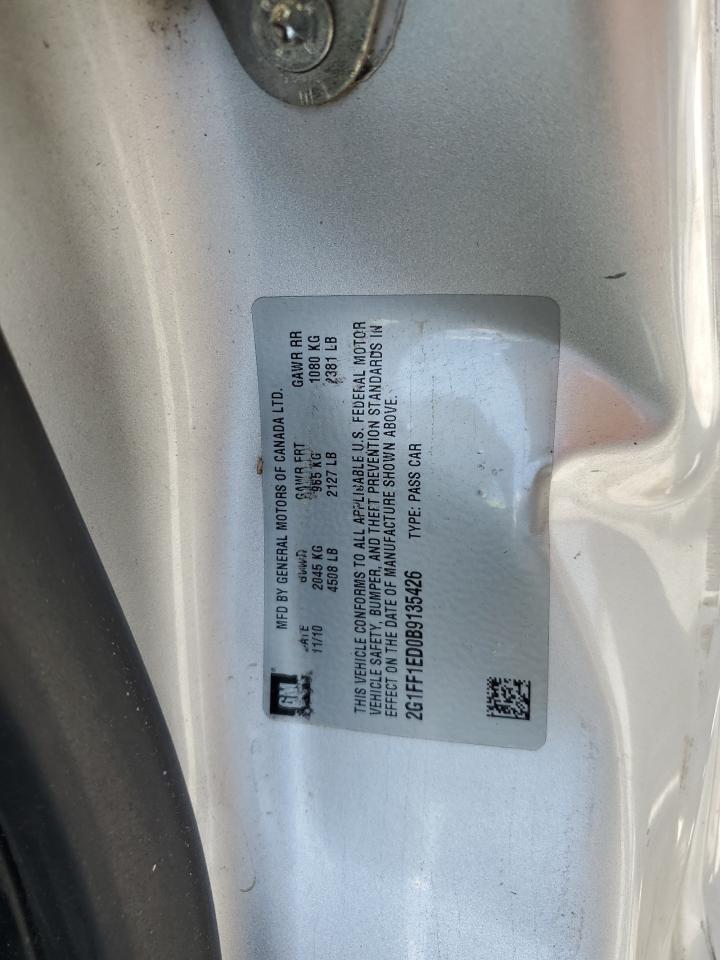 GM
MFD BY GENERAL MOTORS OF CANADA LTD.
DATE GVWR GAWR FRT GAWR RR
11/10 2045 KG 965 KG 1080 KG
4508 LB 2127 LB 2381 LB
THIS VEHICLE CONFORMS TO ALL APPLICABLE U.S. FEDERAL MOTOR
VEHICLE SAFETY, BUMPER, AND THEFT PREVENTION STANDARDS IN
EFFECT ON THE DATE OF MANUFACTURE SHOWN ABOVE.
2G1FF1ED0B9135426 TYPE: PASS CAR